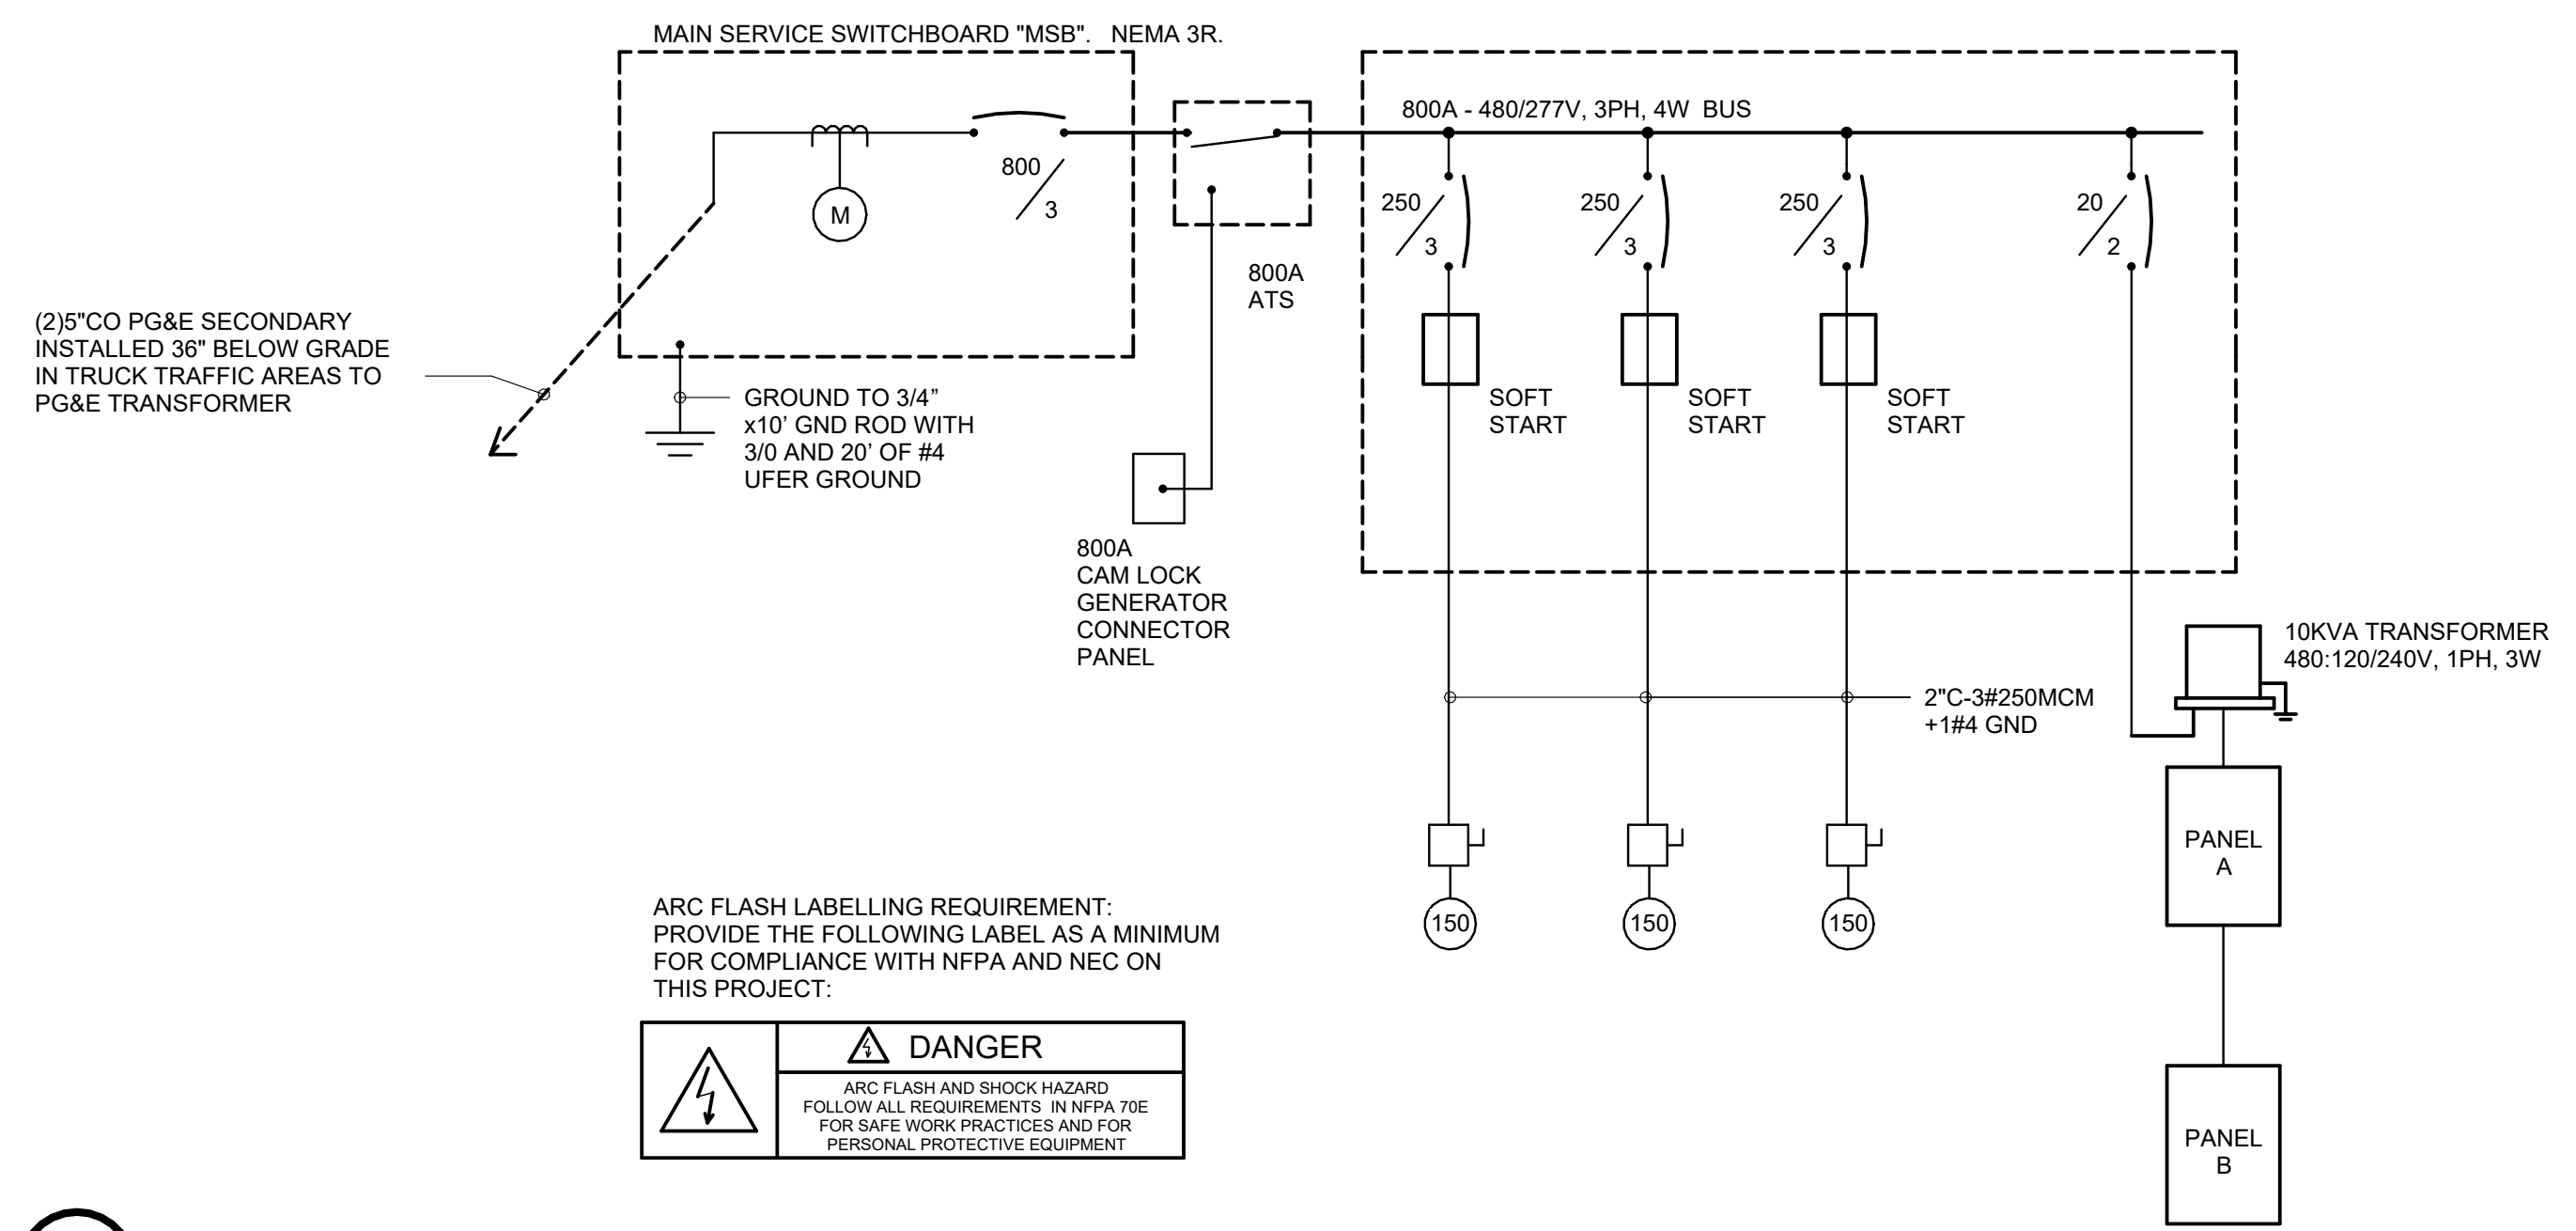 MAIN SERVICE SWITCHBOARD "MSB".   NEMA 3R.
800A - 480/277V, 3PH, 4W  BUS
800
3
M
250
3
250
3
250
3
20
2
800A
ATS
(2)5"CO PG&E SECONDARY
INSTALLED 36" BELOW GRADE
IN TRUCK TRAFFIC AREAS TO
PG&E TRANSFORMER
GROUND TO 3/4”
x10’ GND ROD WITH
3/0 AND 20’ OF #4
UFER GROUND
SOFT
START
SOFT
START
SOFT
START
800A
CAM LOCK
GENERATOR
CONNECTOR
PANEL
10KVA TRANSFORMER
480:120/240V, 1PH, 3W
2"C-3#250MCM
+1#4 GND
PANEL
A
150
150
150
ARC FLASH LABELLING REQUIREMENT:
PROVIDE THE FOLLOWING LABEL AS A MINIMUM
FOR COMPLIANCE WITH NFPA AND NEC ON
THIS PROJECT:
DANGER
ARC FLASH AND SHOCK HAZARD
FOLLOW ALL REQUIREMENTS  IN NFPA 70E
FOR SAFE WORK PRACTICES AND FOR
PERSONAL PROTECTIVE EQUIPMENT
PANEL
B